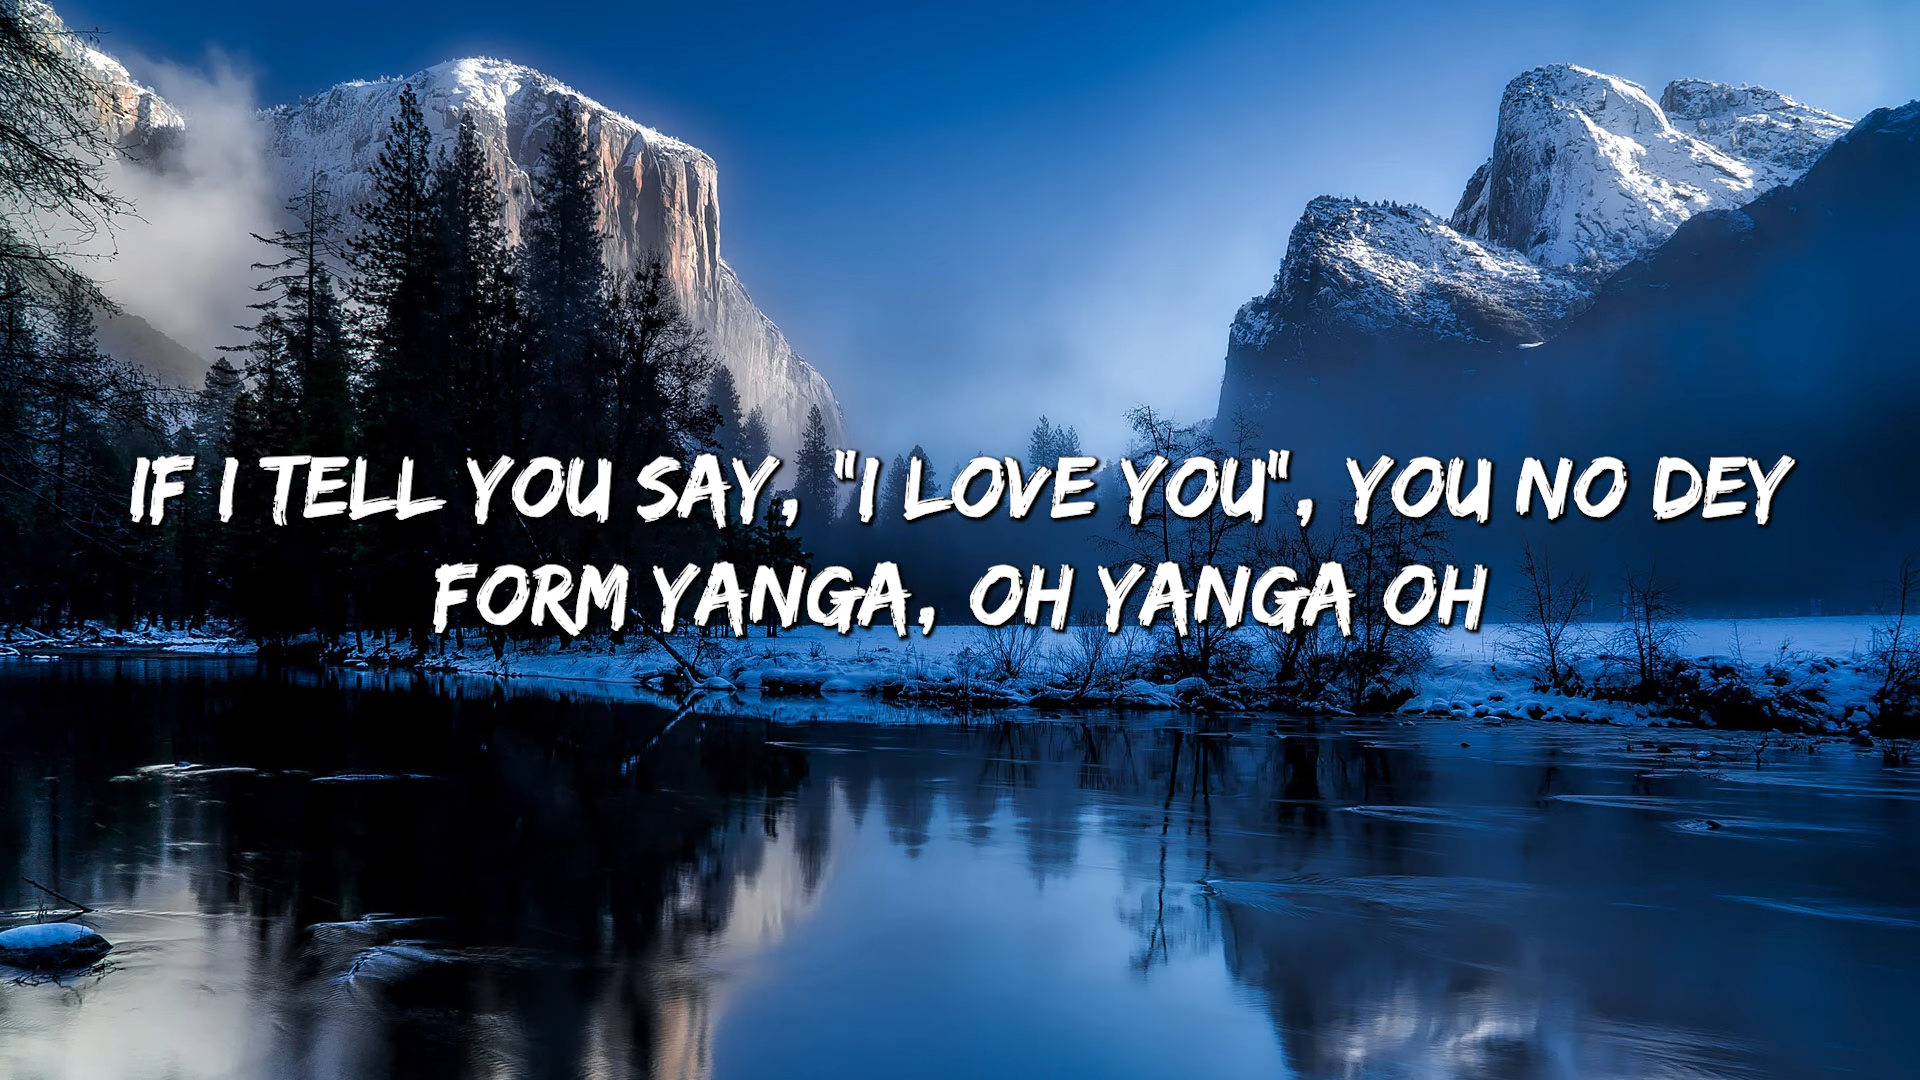 IF I TELL YOU SAY, "I LOVE YOU", YOU NO DEY
FORM YANGA, OH YANGA OH